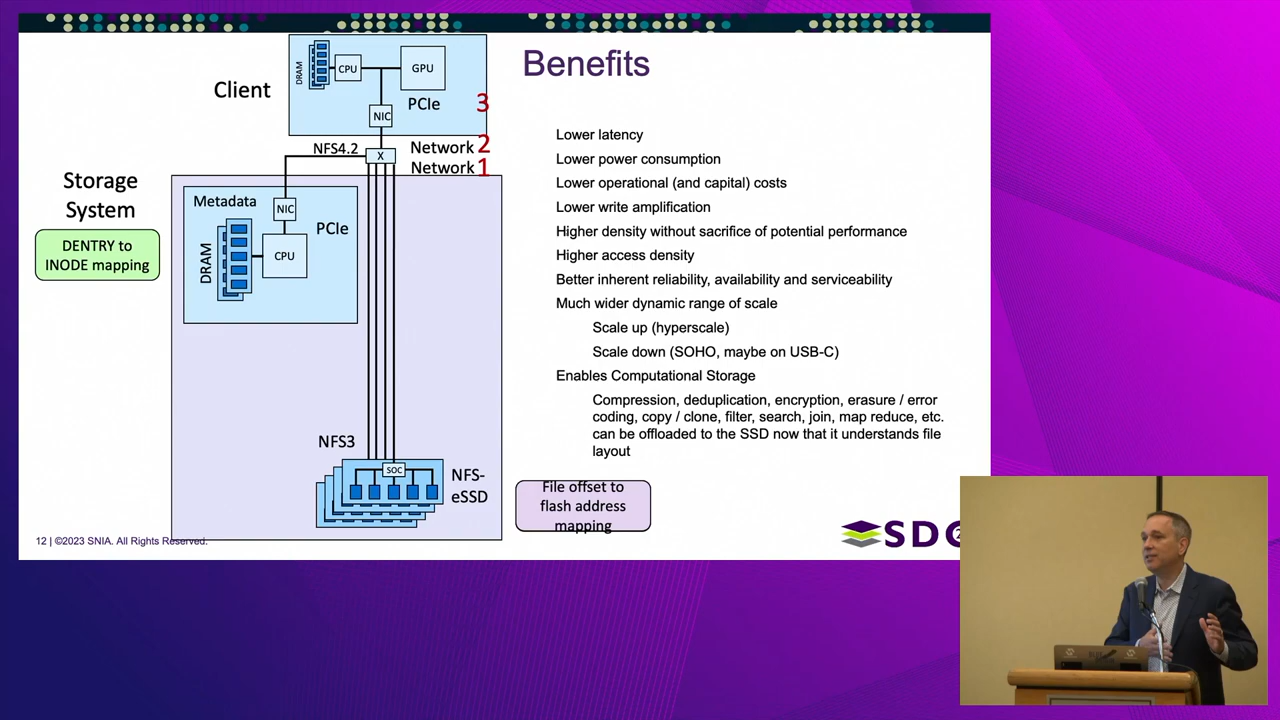 Benefits
Client
DRAM
CPU
GPU
PCIe
3
NIC
NFS4.2
X
Network 2
Network 1
Storage
System
DENTRY to
INODE mapping
Metadata
NIC
PCIe
DRAM
CPU
NFS3
SOC
NFS-
eSSD
Lower latency
Lower power consumption
Lower operational (and capital) costs
Lower write amplification
Higher density without sacrifice of potential performance
Higher access density
Better inherent reliability, availability and serviceability
Much wider dynamic range of scale
Scale up (hyperscale)
Scale down (SOHO, maybe on USB-C)
Enables Computational Storage
Compression, deduplication, encryption, erasure / error
coding, copy / clone, filter, search, join, map reduce, etc.
can be offloaded to the SSD now that it understands file
layout
File offset to
flash address
mapping
12 | ©2023 SNIA. All Rights Reserved.